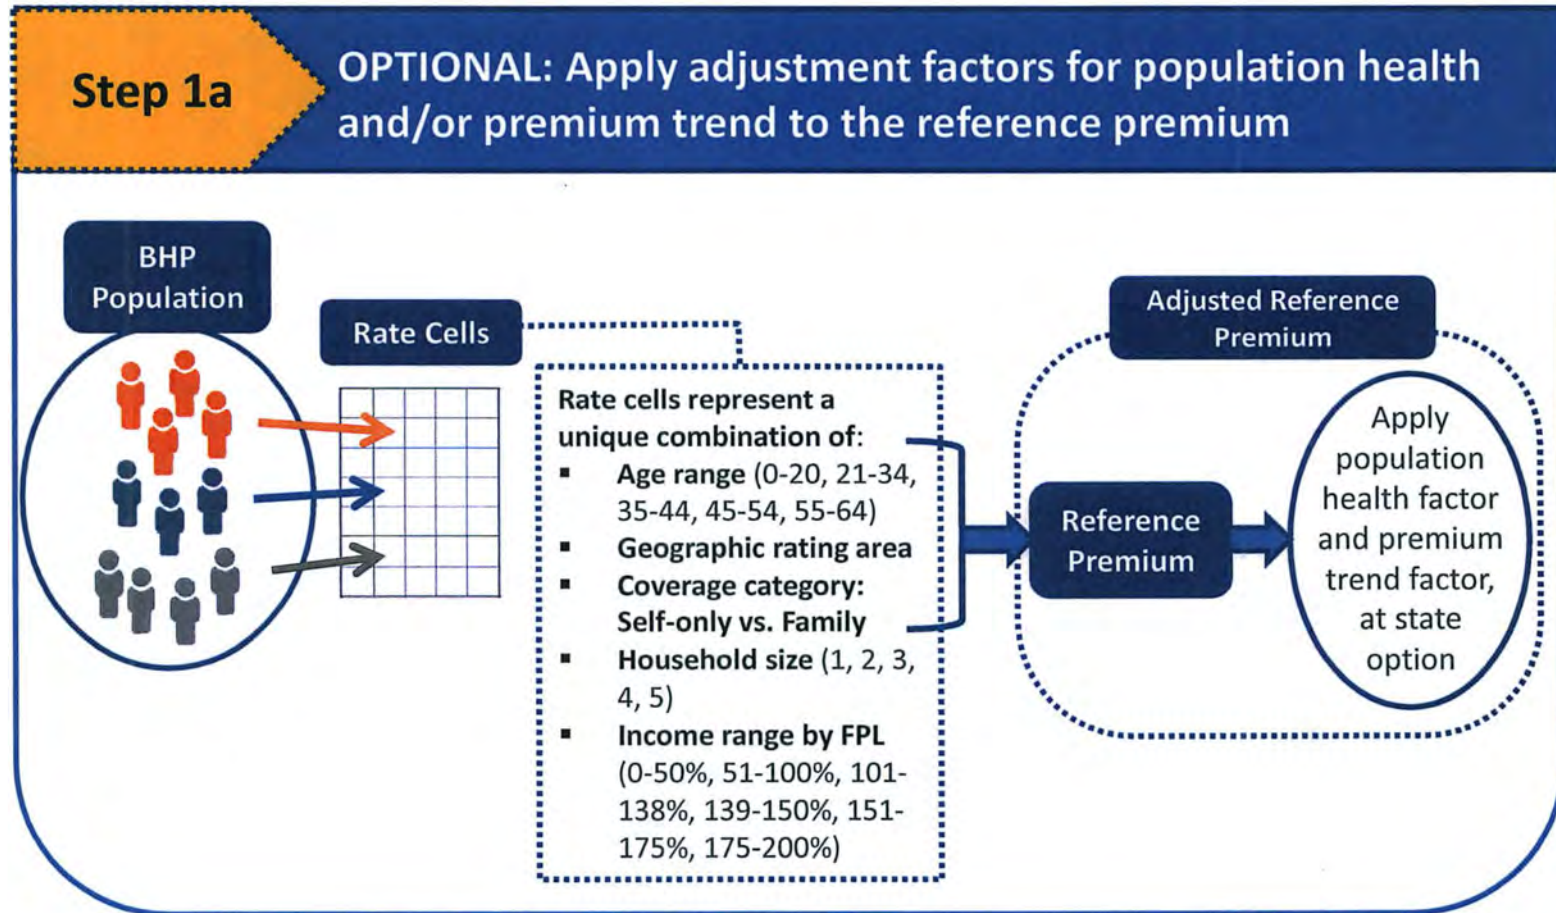 Step 1a
OPTIONAL: Apply adjustment factors for population health
and/or premium trend to the reference premium
BHP
Population
Rate Cells
Rate cells represent a
unique combination of:
▪ Age range (0-20, 21-34,
35-44, 45-54, 55-64)
▪ Geographic rating area
▪ Coverage category:
Self-only vs. Family
▪ Household size (1, 2, 3,
4, 5)
▪ Income range by FPL
(0-50%, 51-100%, 101-
138%, 139-150%, 151-
175%, 175-200%)
Reference
Premium
Adjusted Reference
Premium
Apply
population
health factor
and premium
trend factor,
at state
option